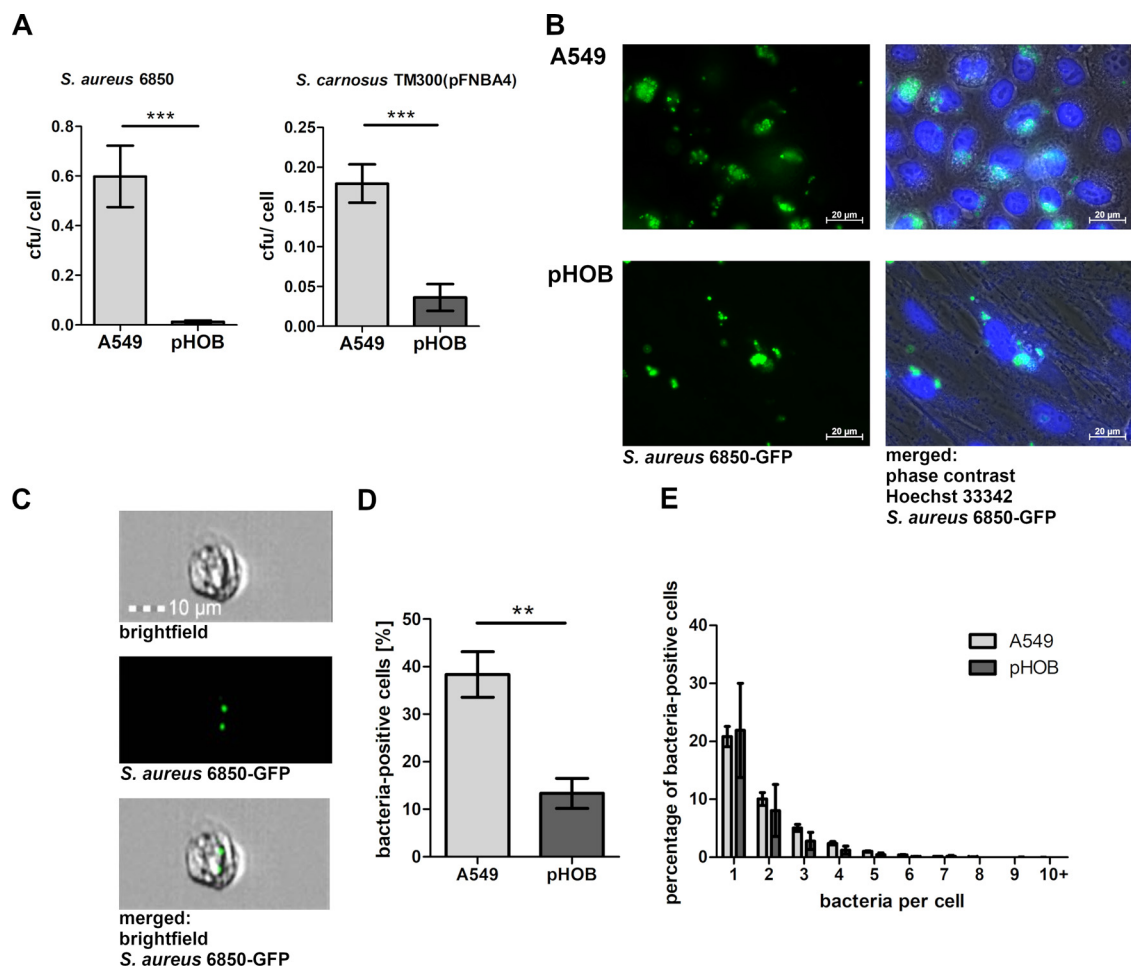 A
S. aureus 6850
cfu/ cell
0.8
0.6
0.4
0.2
0.0
***
A549
pHOB
S. carnosus TM300(pFNBA4)
cfu/ cell
0.25
0.20
0.15
0.10
0.05
0.00
***
A549
pHOB
B
A549
20 µm
20 µm
pHOB
20 µm
20 µm
S. aureus 6850-GFP
merged:
phase contrast
Hoechst 33342
S. aureus 6850-GFP
C
10 µm
brightfield
S. aureus 6850-GFP
merged:
brightfield
S. aureus 6850-GFP
D
bacteria-positive cells [%]
50
40
30
20
10
0
**
A549
pHOB
E
percentage of bacteria-positive cells
40
30
20
10
0
A549
pHOB
1 2 3 4 5 6 7 8 9 10+
bacteria per cell